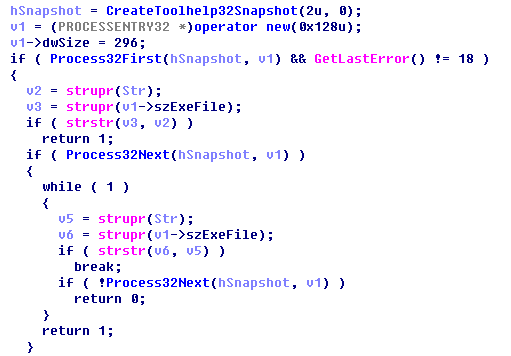 hSnapshot = CreateToolhelp32Snapshot(2u, 0);
v1 = (PROCESSENTRY32 *)operator new(0x128u);
v1->dwSize = 296;
if ( Process32First(hSnapshot, v1) && GetLastError() != 18 )
{
v2 = strupr(Str);
v3 = strupr(v1->szExeFile);
if ( strstr(v3, v2) )
return 1;
if ( Process32Next(hSnapshot, v1) )
{
while ( 1 )
{
v5 = strupr(Str);
v6 = strupr(v1->szExeFile);
if ( strstr(v6, v5) )
break;
if ( !Process32Next(hSnapshot, v1) )
return 0;
}
return 1;
}